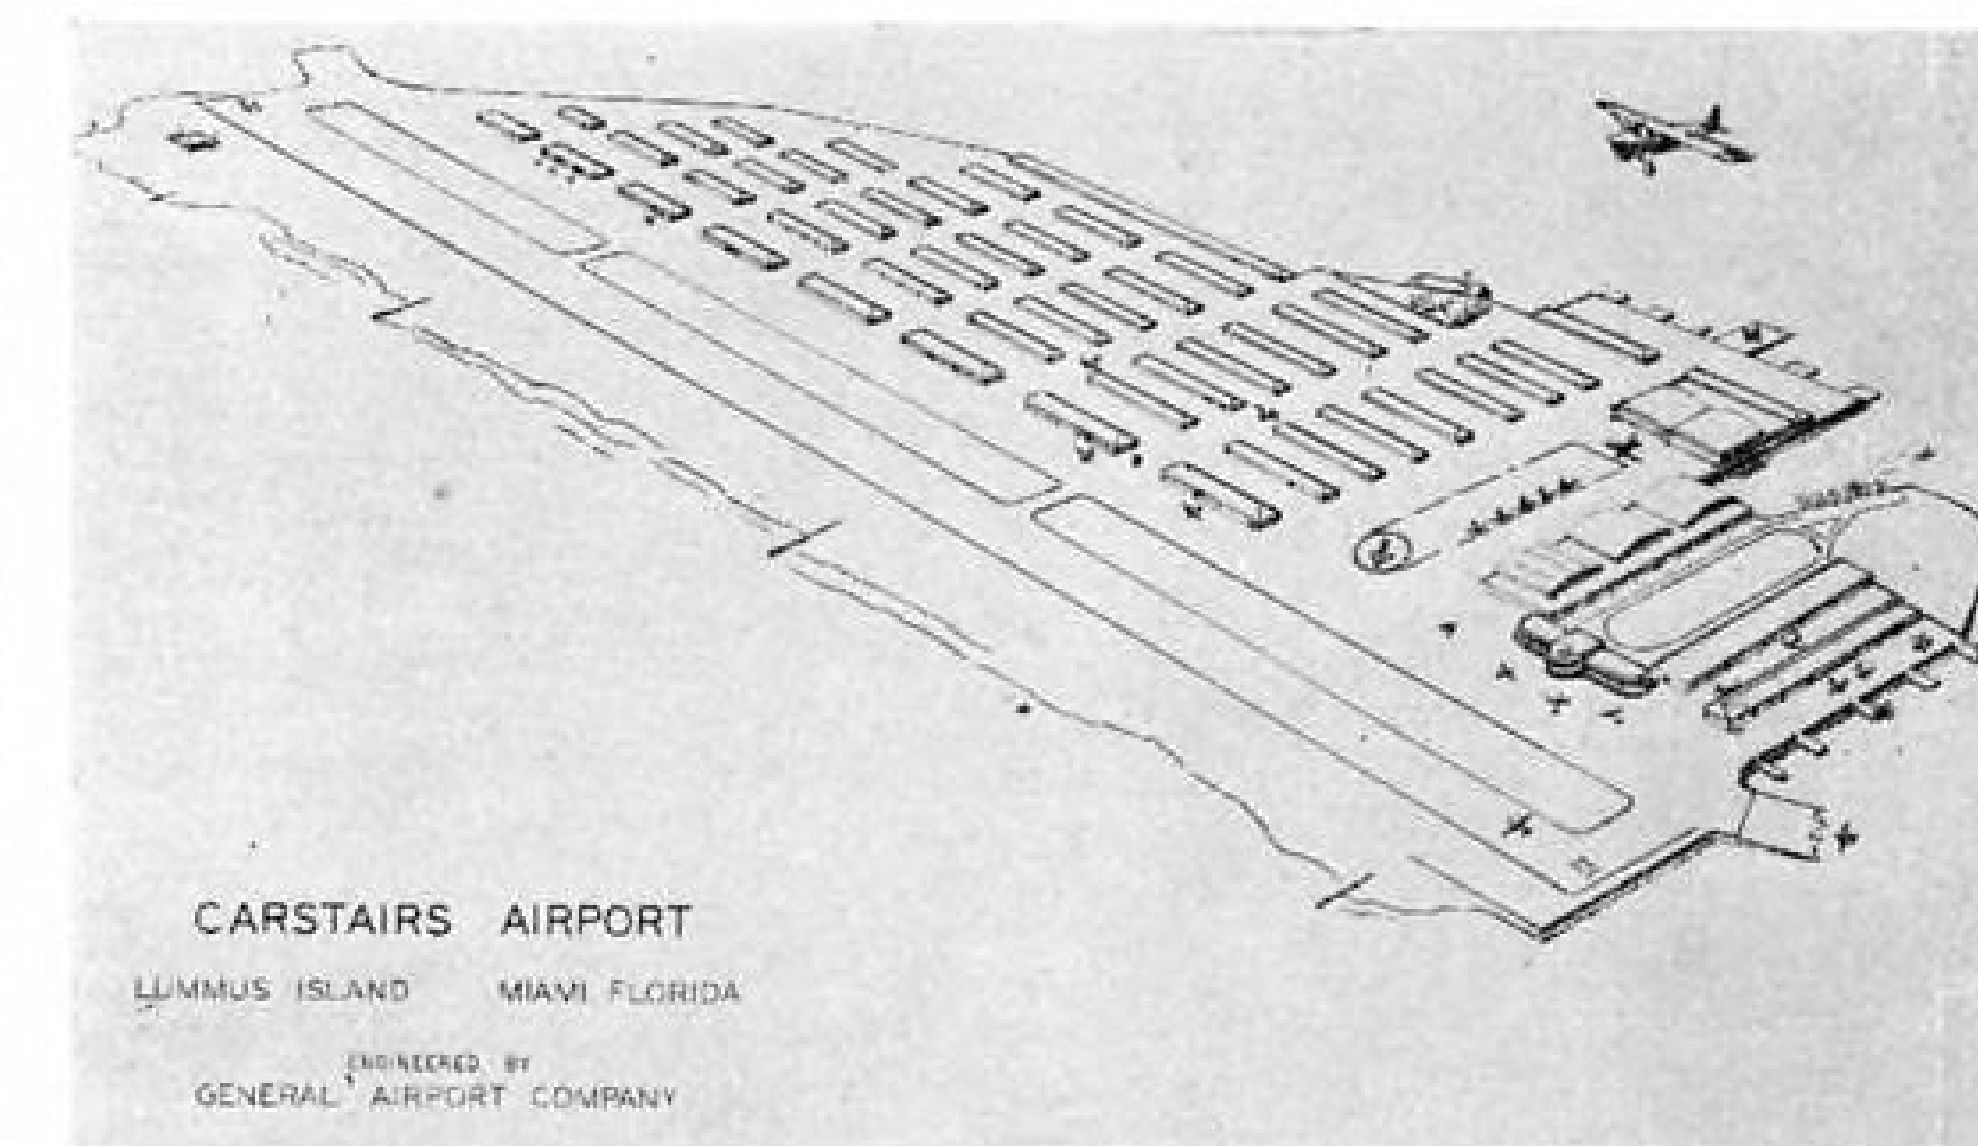 CARSTAIRS AIRPORT
LUMMUS ISLAND MIAMI FLORIDA
ENGINEERED BY
GENERAL AIRPORT COMPANY